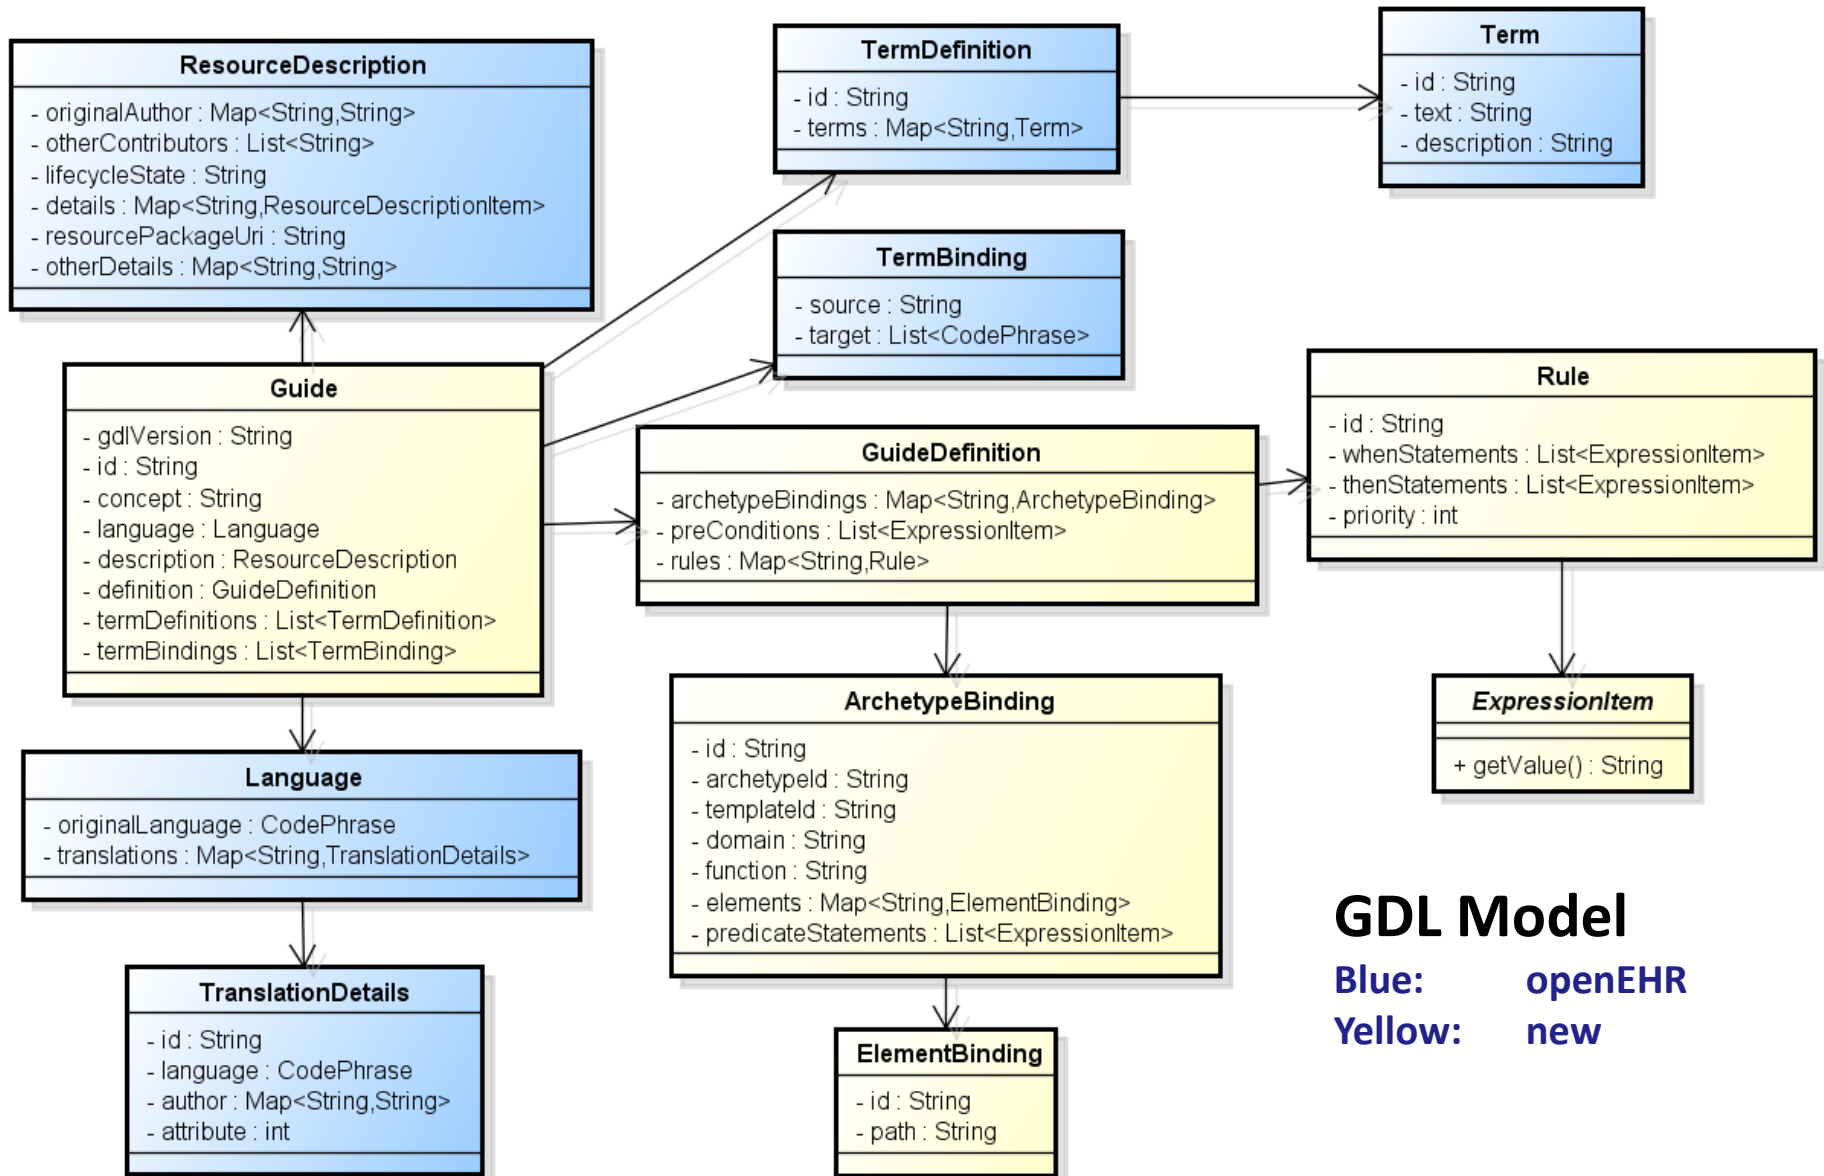 ResourceDescription
- originalAuthor : Map<String,String>
- otherContributors : List<String>
- lifecycleState : String
- details : Map<String,ResourceDescriptionItem>
- resourcePackageUri : String
- otherDetails : Map<String,String>
TermDefinition
- id : String
- terms : Map<String,Term>
Term
- id : String
- text : String
- description : String
TermBinding
- source : String
- target : List<CodePhrase>
Guide
- gdlVersion : String
- id : String
- concept : String
- language : Language
- description : ResourceDescription
- definition : GuideDefinition
- termDefinitions : List<TermDefinition>
- termBindings : List<TermBinding>
GuideDefinition
- archetypeBindings : Map<String,ArchetypeBinding>
- preConditions : List<ExpressionItem>
- rules : Map<String,Rule>
Rule
- id : String
- whenStatements : List<ExpressionItem>
- thenStatements : List<ExpressionItem>
- priority : int
ArchetypeBinding
- id : String
- archetypeId : String
- templateId : String
- domain : String
- function : String
- elements : Map<String,ElementBinding>
- predicateStatements : List<ExpressionItem>
ExpressionItem
+ getValue() : String
Language
- originalLanguage : CodePhrase
- translations : Map<String,TranslationDetails>
TranslationDetails
- id : String
- language : CodePhrase
- author : Map<String,String>
- attribute : int
ElementBinding
- id : String
- path : String
GDL Model
Blue: openEHR
Yellow: new